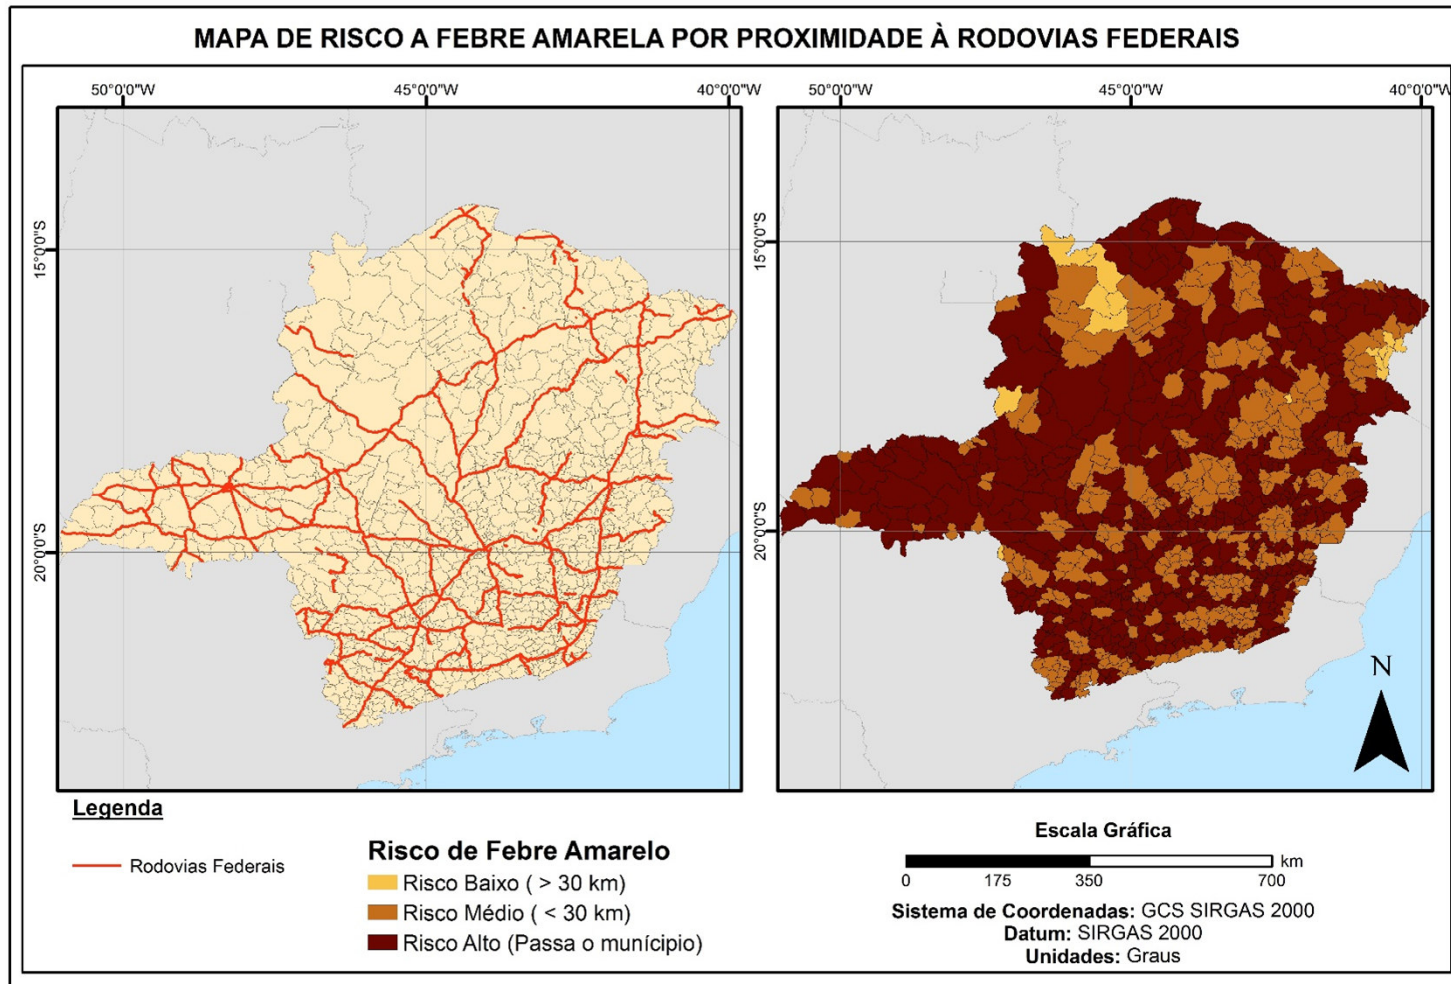 MAPA DE RISCO A FEBRE AMARELA POR PROXIMIDADE À RODOVIAS FEDERAIS
50°0'0"W 45°0'0"W 40°0'0"W
15°0'0"S
20°0'0"S
50°0'0"W 45°0'0"W 40°0'0"W
15°0'0"S
20°0'0"S
N
Legenda
Rodovias Federais
Risco de Febre Amarelo
Risco Baixo ( > 30 km)
Risco Médio ( < 30 km)
Risco Alto (Passa o munícipio)
Escala Gráfica
km
0 175 350 700
Sistema de Coordenadas: GCS SIRGAS 2000
Datum: SIRGAS 2000
Unidades: Graus